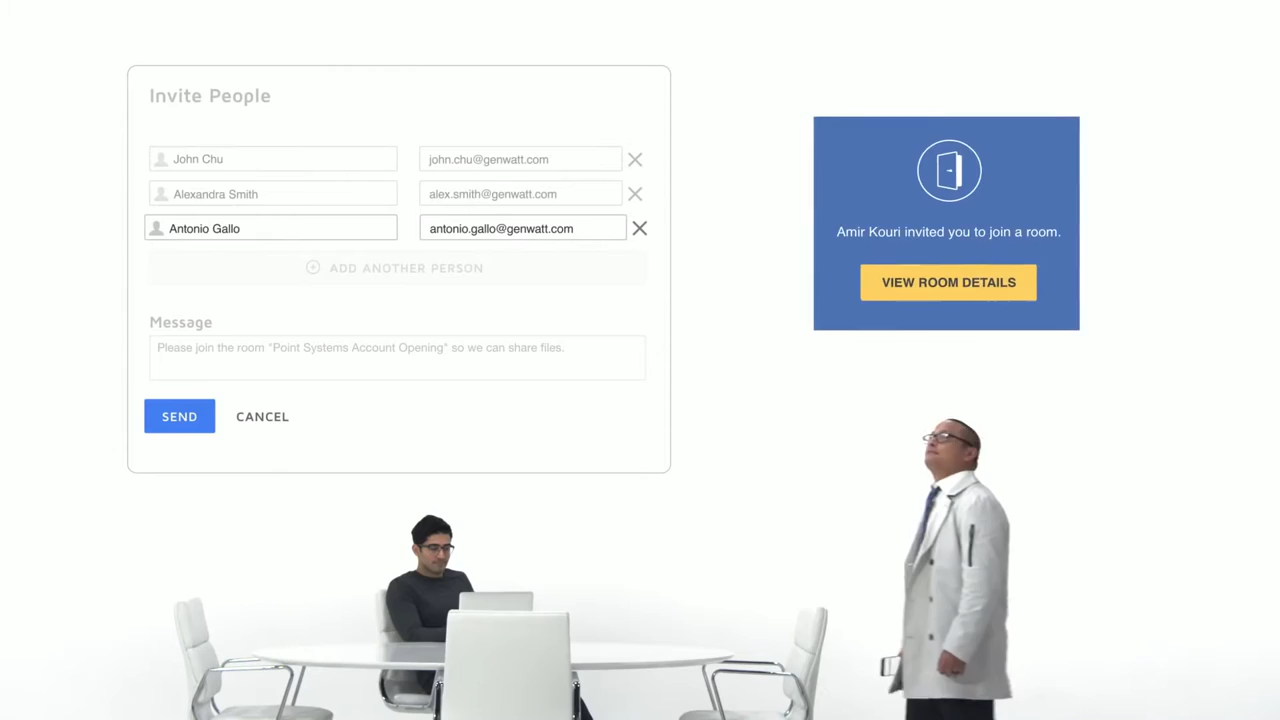 Invite People
John Chu
john.chu@genwatt.com
Alexandra Smith
alex.smith@genwatt.com
Antonio Gallo
antonio.gallo@genwatt.com
ADD ANOTHER PERSON
Message
Please join the room "Point Systems Account Opening" so we can share files.
SEND
CANCEL
Amir Kouri invited you to join a room.
VIEW ROOM DETAILS